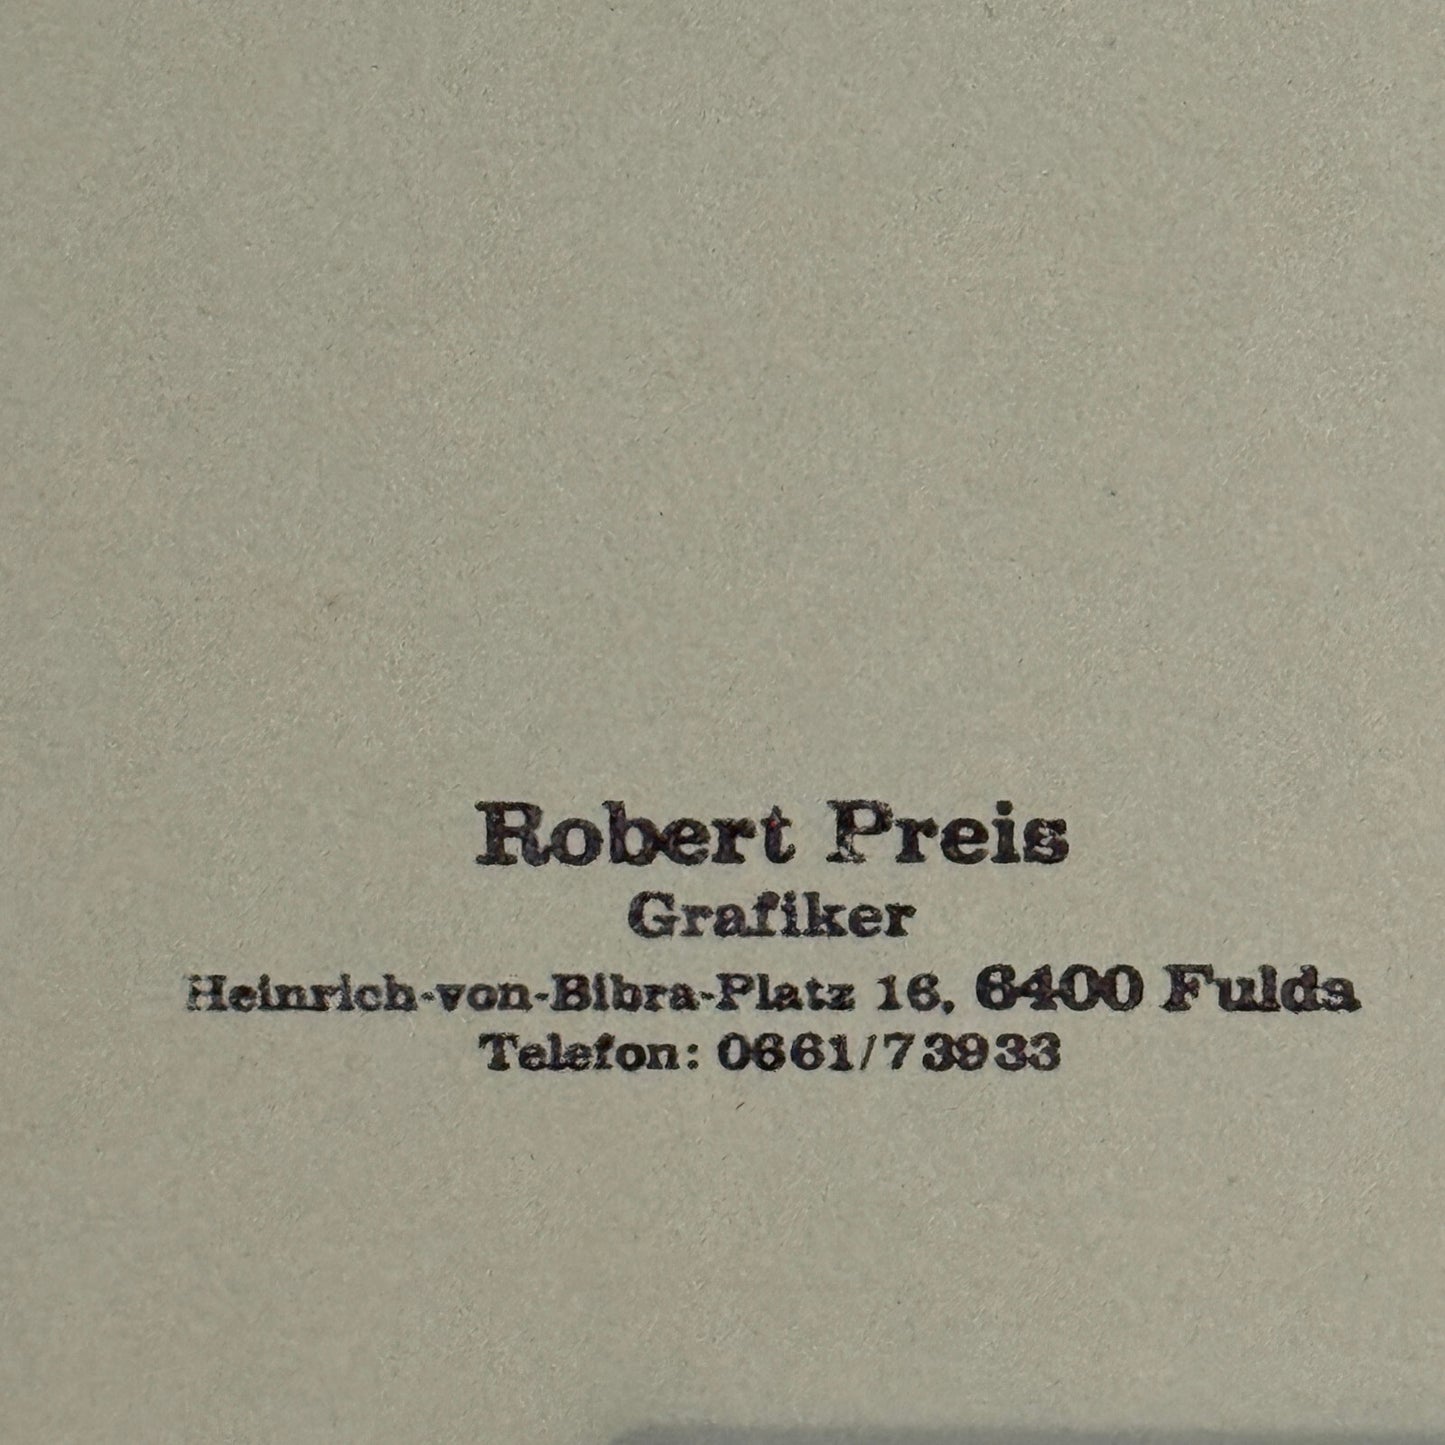 Robert Preis
Grafiker
Heinrich-von-Bibra-Platz 16, 6400 Fulda
Telefon: 0661/73933